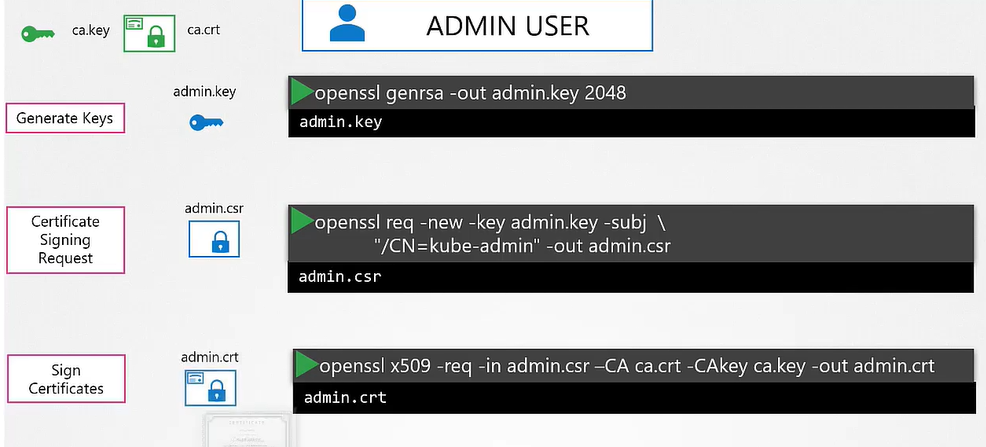 ca.key
ca.crt
ADMIN USER
admin.key
Generate Keys
openssl genrsa -out admin.key 2048
admin.key
admin.csr
Certificate
Signing
Request
openssl req -new -key admin.key -subj \
"/CN=kube-admin" -out admin.csr
admin.csr
admin.crt
Sign
Certificates
openssl x509 -req -in admin.csr –CA ca.crt -CAkey ca.key -out admin.crt
admin.crt